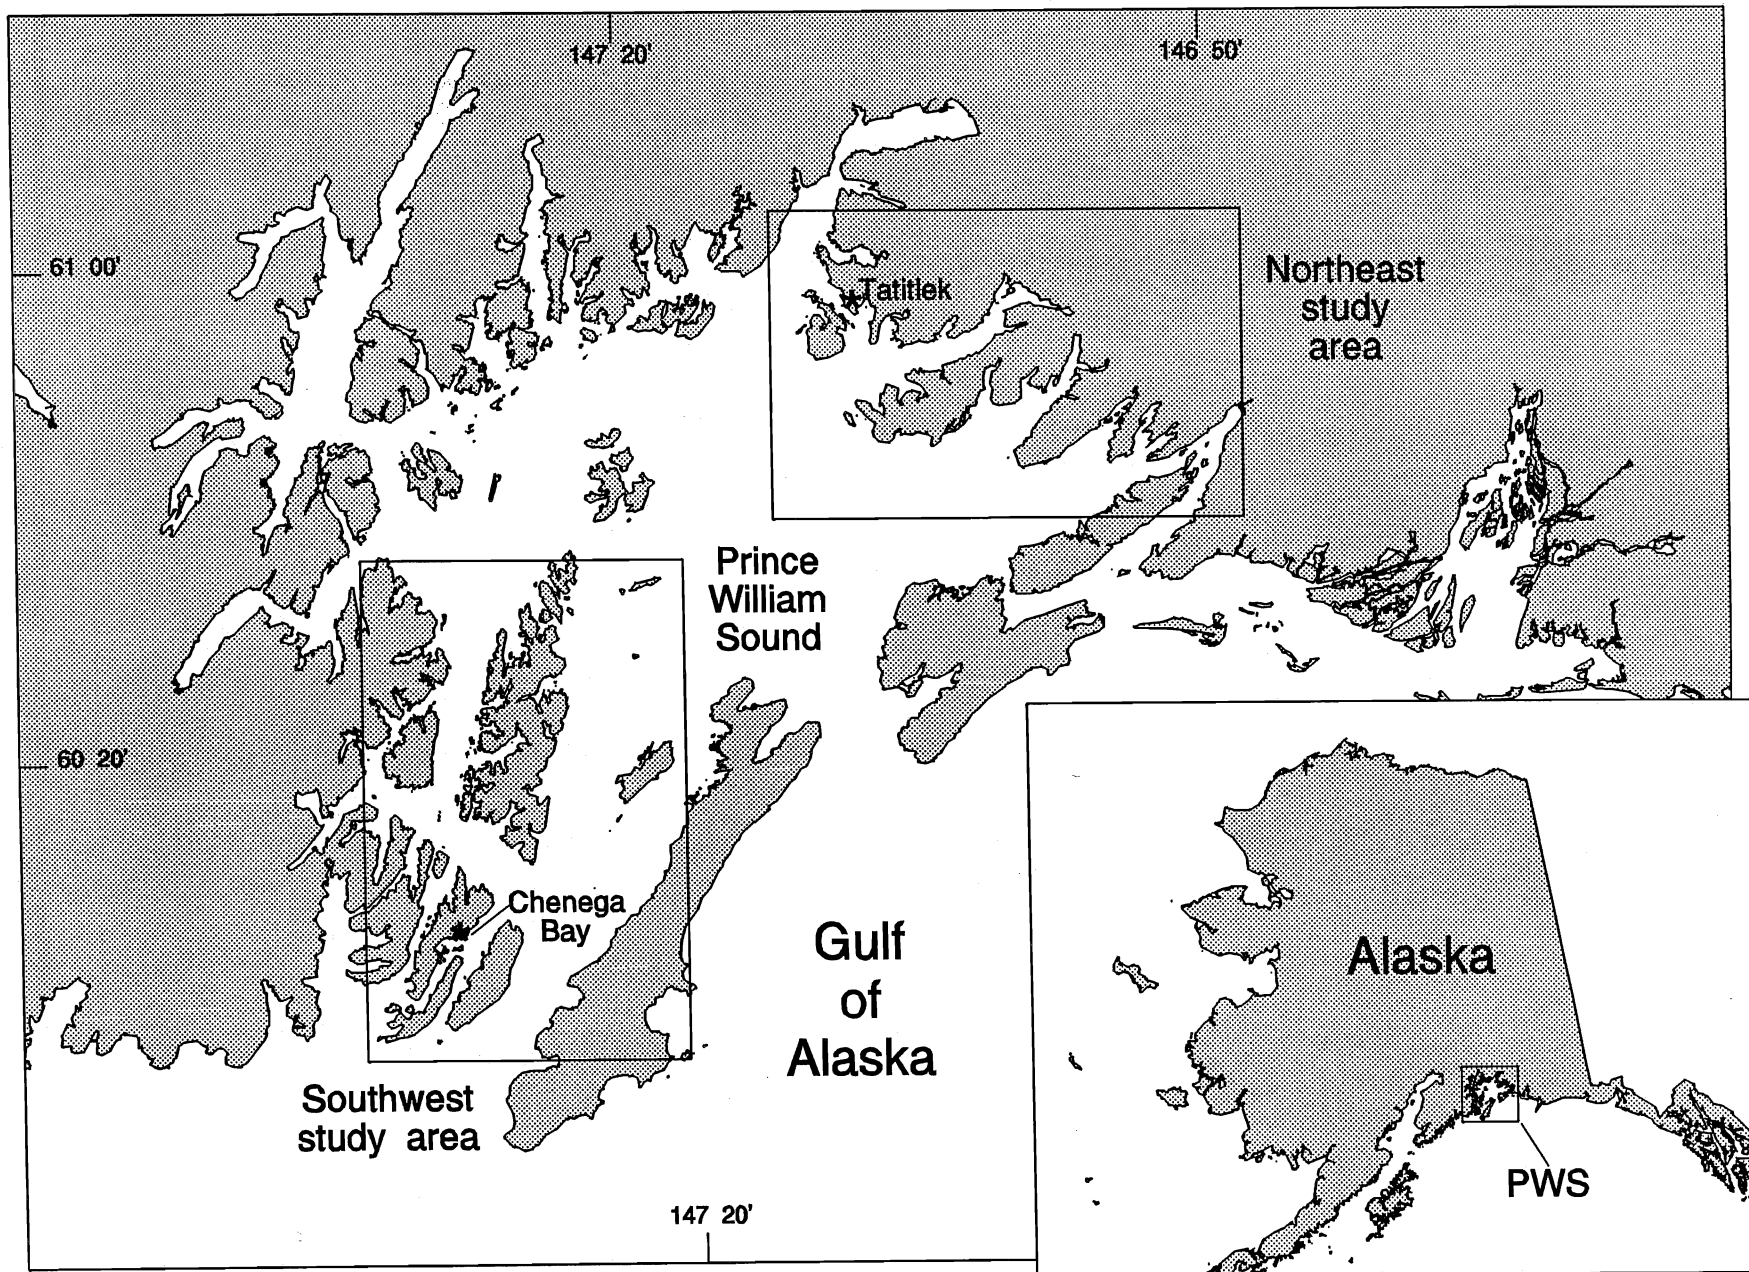 147 20'
146 50'
61 00'
Northeast
study
area
Tatitlek
Prince
William
Sound
60 20'
Chenega
Bay
Gulf
of
Alaska
Alaska
Southwest
study area
PWS
147 20'